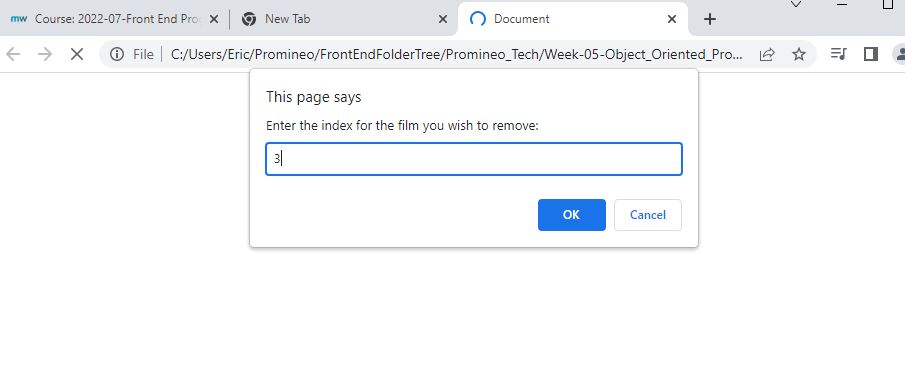 mw Course: 2022-07-Front End Pro
New Tab
Document
File C:/Users/Eric/Promineo/FrontEndFolderTree/Promineo_Tech/Week-05-Object_Oriented_Pro...
This page says
Enter the index for the film you wish to remove:
3
OK Cancel